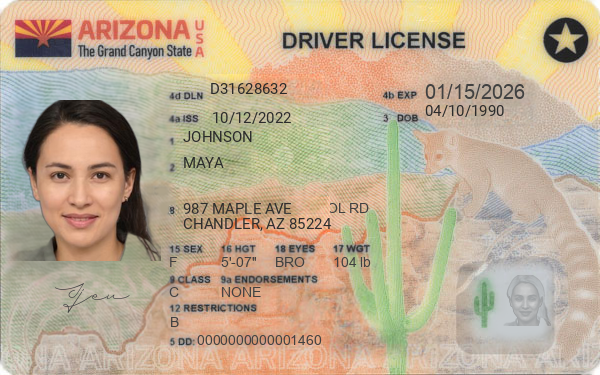 ARIZONA USA
The Grand Canyon State
DRIVER LICENSE
4d DLN D31628632
4b EXP 01/15/2026
4a ISS 10/12/2022
3 DOB 04/10/1990
1 JOHNSON
2 MAYA
8 987 MAPLE AVE OL RD
CHANDLER, AZ 85224
15 SEX 16 HGT 18 EYES 17 WGT
F 5'-07" BRO 104 lb
9 CLASS 9a ENDORSEMENTS
C NONE
12 RESTRICTIONS
B
5 DD: 0000000000001460
ARIZONA ARIZONA ARIZONA ARIZONA